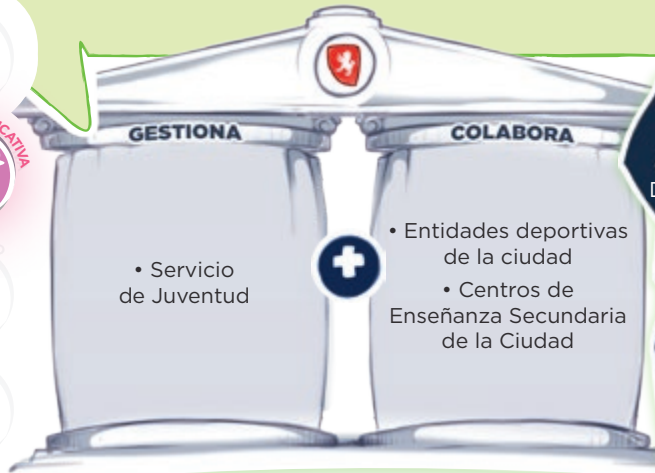 GESTIONA
• Servicio
de Juventud
COLABORA
• Entidades deportivas
de la ciudad
• Centros de
Enseñanza Secundaria
de la Ciudad